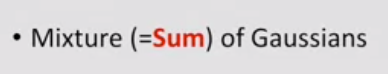 • Mixture (=Sum) of Gaussians